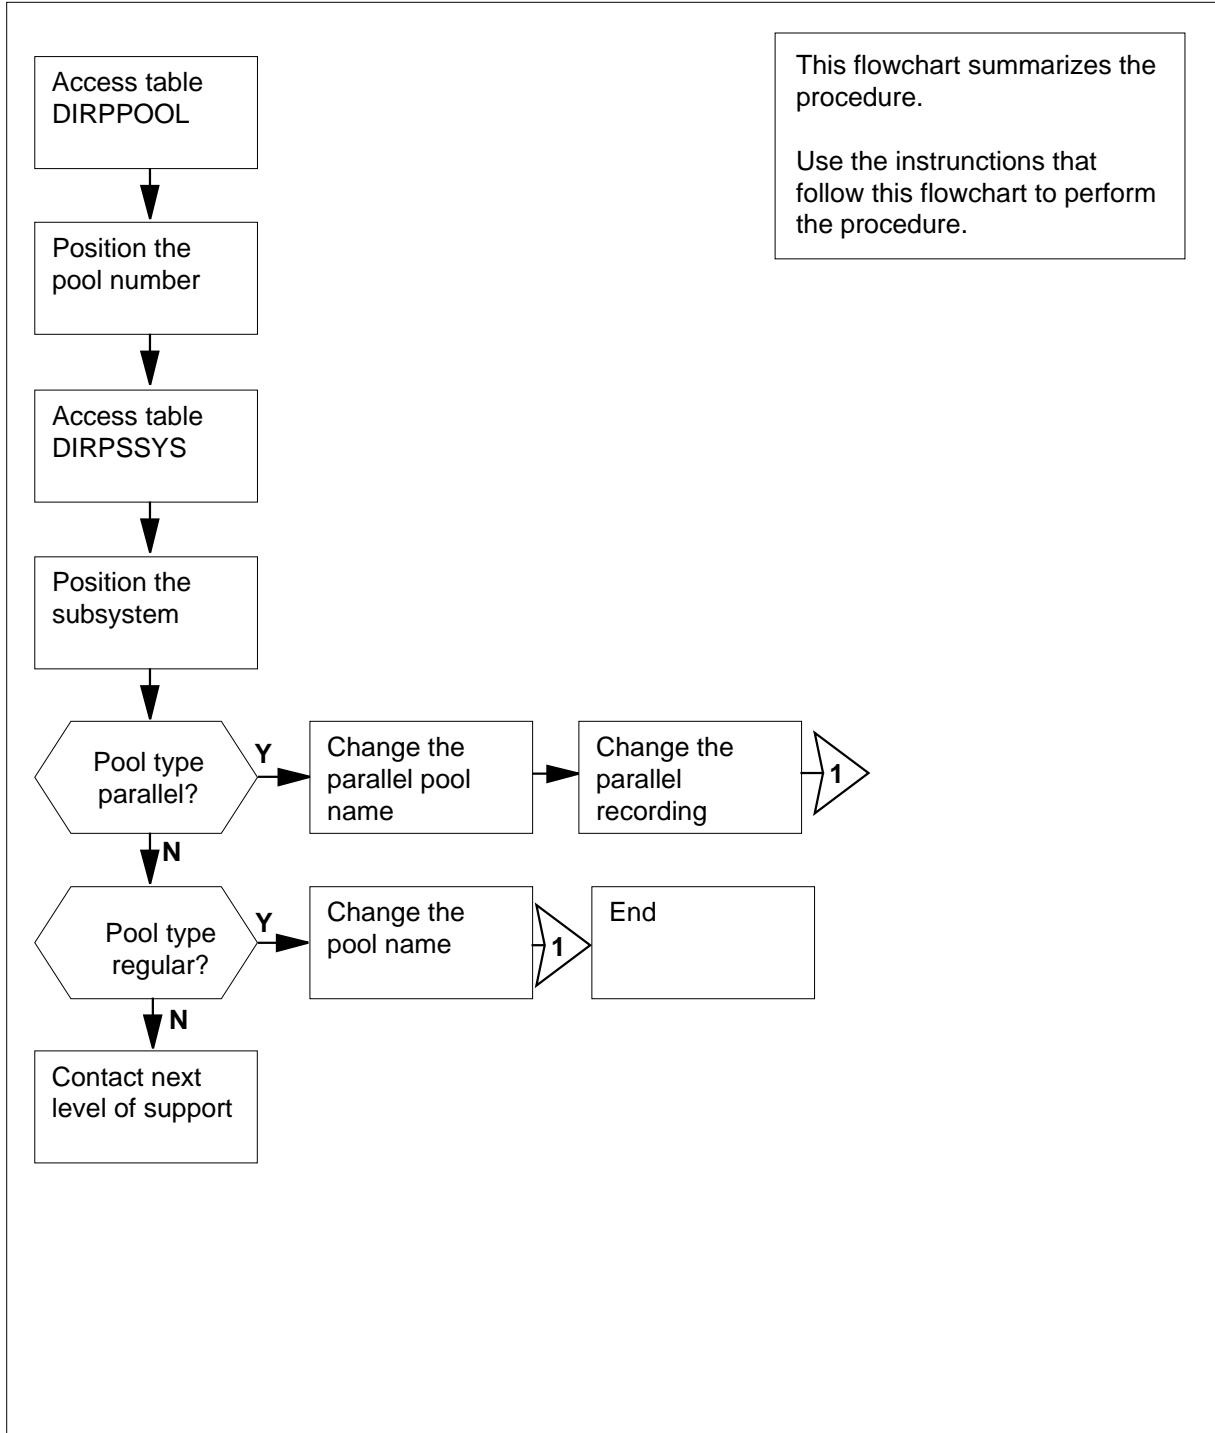 Access table
DIRPPOOL
This flowchart summarizes the
procedure.
Use the instrunctions that
follow this flowchart to perform
the procedure.
Position the
pool number
Access table
DIRPSSYS
Position the
subsystem
Pool type
parallel?
Y
Change the
parallel pool
name
Change the
parallel
recording
1
N
Pool type
regular?
Y
Change the
pool name
1
End
N
Contact next
level of support